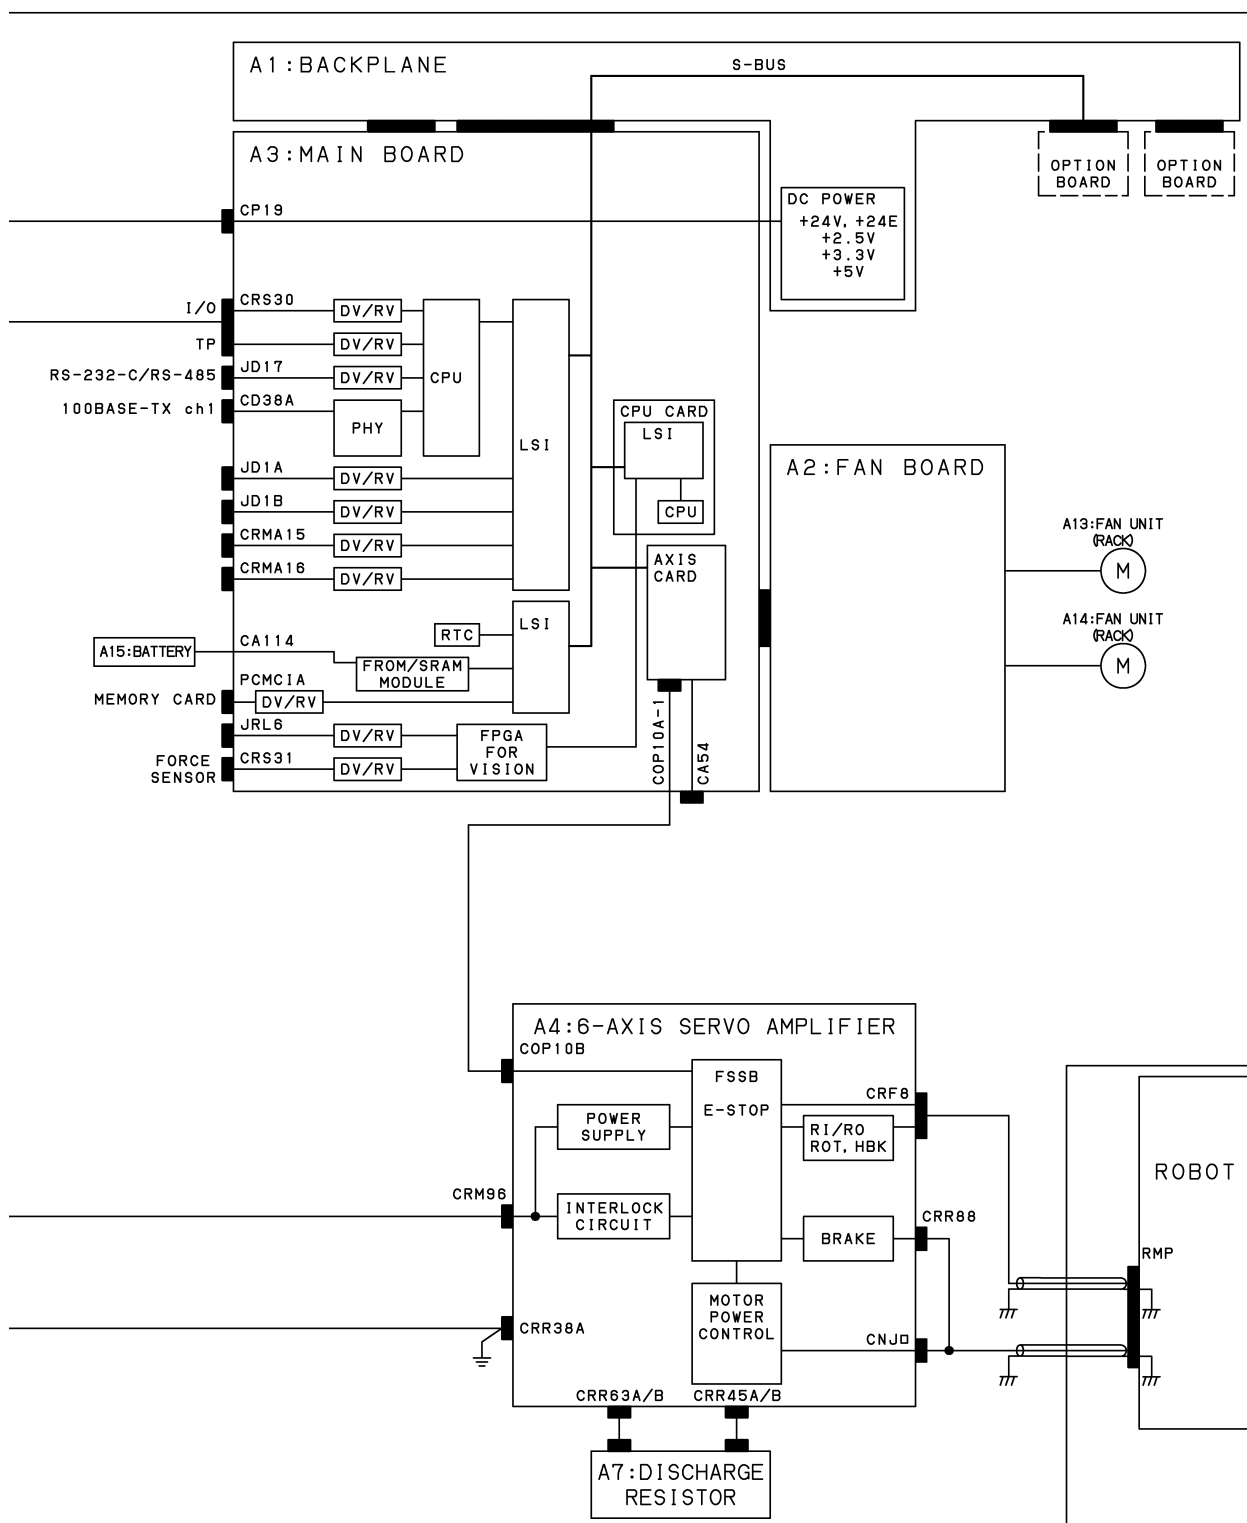 A1:BACKPLANE
S-BUS
A3:MAIN BOARD
OPTION
BOARD
OPTION
BOARD
CP19
DC POWER
+24V, +24E
+2.5V
+3.3V
+5V
I/O
CRS30
DV/RV
TP
DV/RV
RS-232-C/RS-485
JD17
DV/RV
CPU
100BASE-TX ch1
CD38A
PHY
LSI
CPU CARD
LSI
CPU
JD1A
DV/RV
JD1B
DV/RV
CRMA15
DV/RV
CRMA16
DV/RV
AXIS
CARD
A2:FAN BOARD
A13:FAN UNIT
(RACK)
M
A14:FAN UNIT
(RACK)
M
RTC
LSI
A15:BATTERY
CA114
FROM/SRAM
MODULE
MEMORY CARD
PCMCIA
DV/RV
JRL6
DV/RV
FPGA
FOR
VISION
FORCE
SENSOR
CRS31
DV/RV
COP10A-1
CA54
A4:6-AXIS SERVO AMPLIFIER
COP10B
FSSB
E-STOP
CRF8
POWER
SUPPLY
RI/RO
ROT, HBK
ROBOT
CRM96
INTERLOCK
CIRCUIT
BRAKE
CRR88
RMP
MOTOR
POWER
CONTROL
CRR38A
CNJ□
CRR63A/B
CRR45A/B
A7:DISCHARGE
RESISTOR